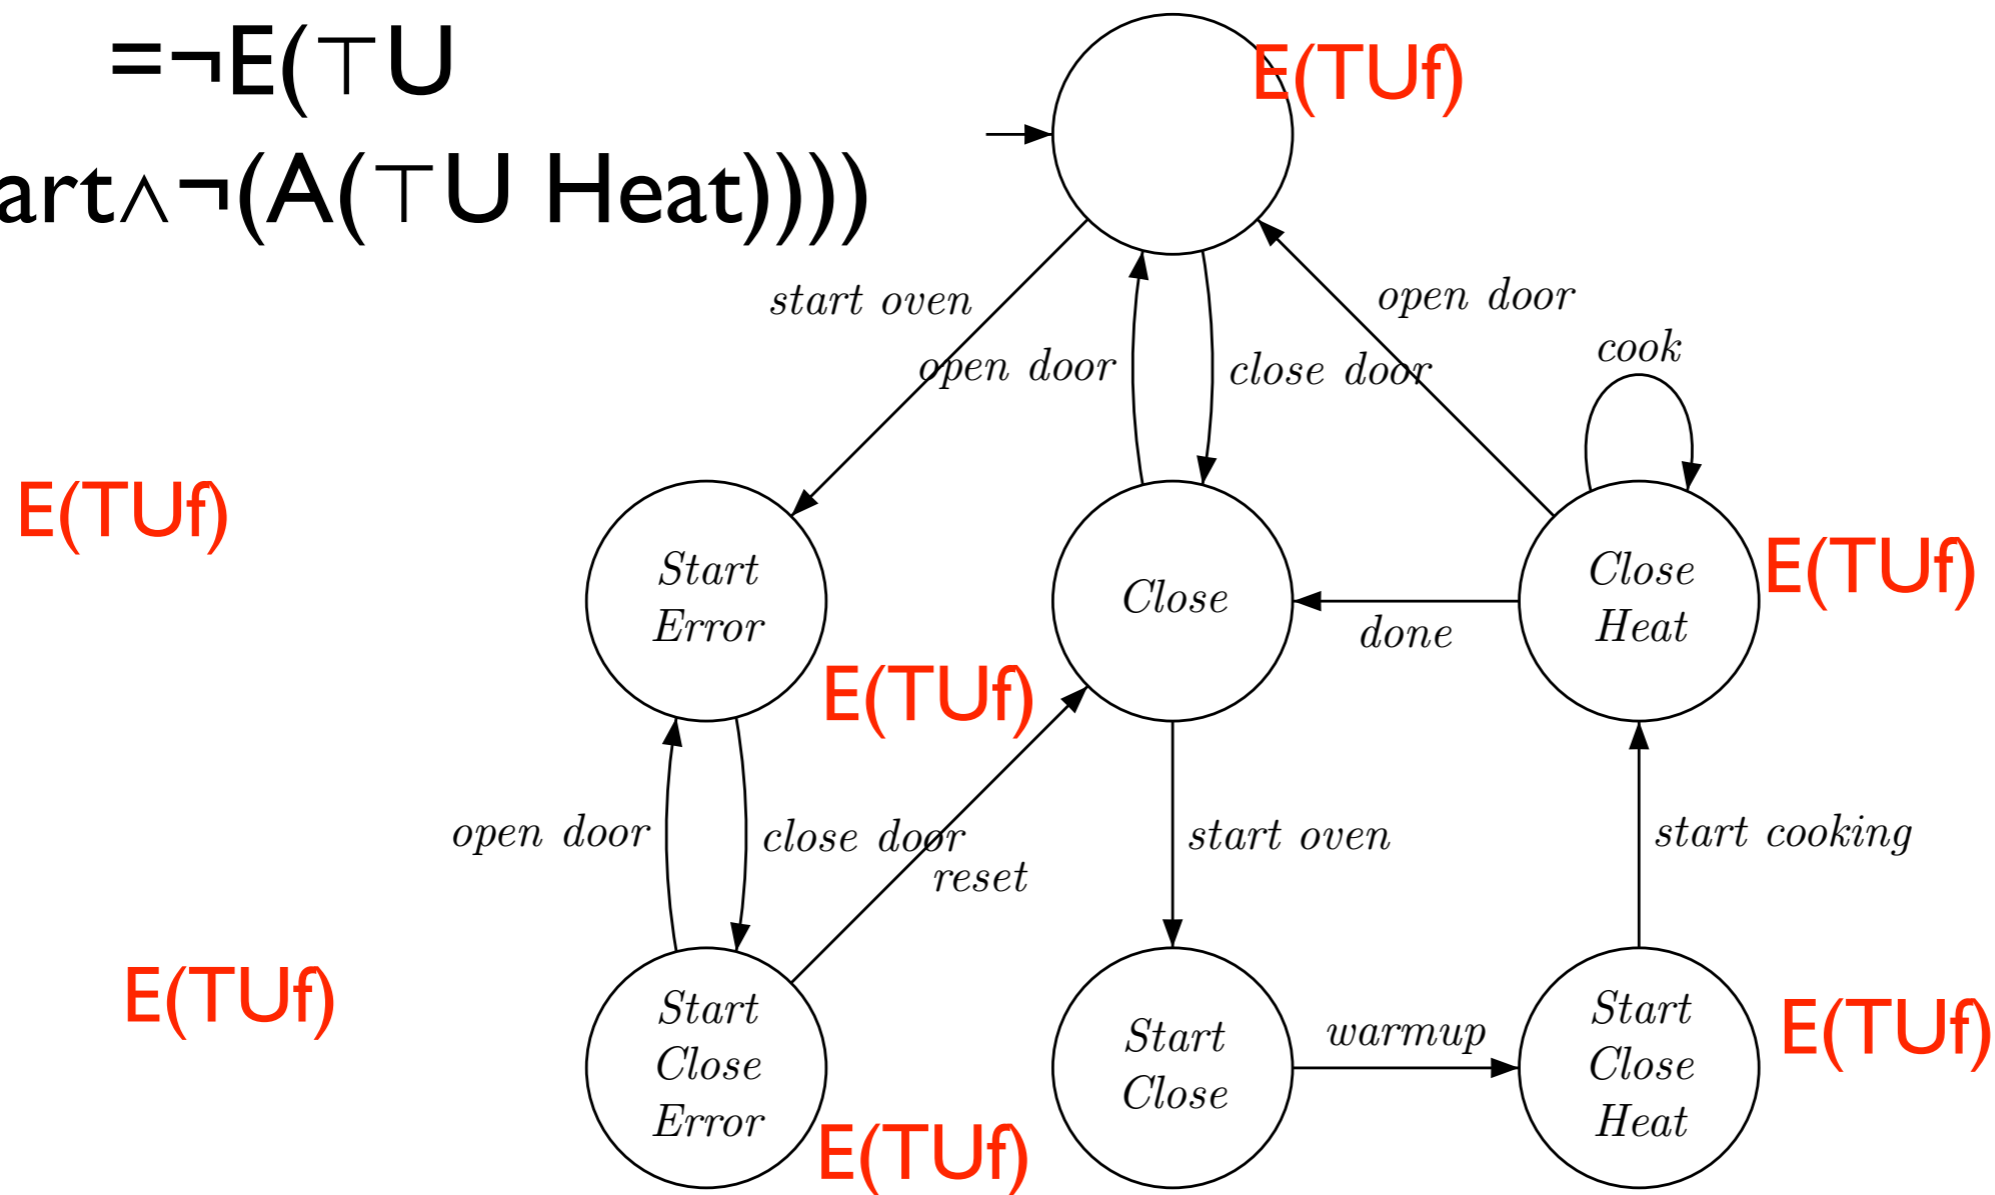 =¬E(⊤U
art∧¬(A(⊤U Heat))))
E(TUf)
start oven
open door
open door
close door
cook
E(TUf)
Start
Error
Close
Close
Heat
E(TUf)
done
E(TUf)
open door
close door
reset
start oven
start cooking
E(TUf)
Start
Close
Error
Start
Close
warmup
Start
Close
Heat
E(TUf)
E(TUf)